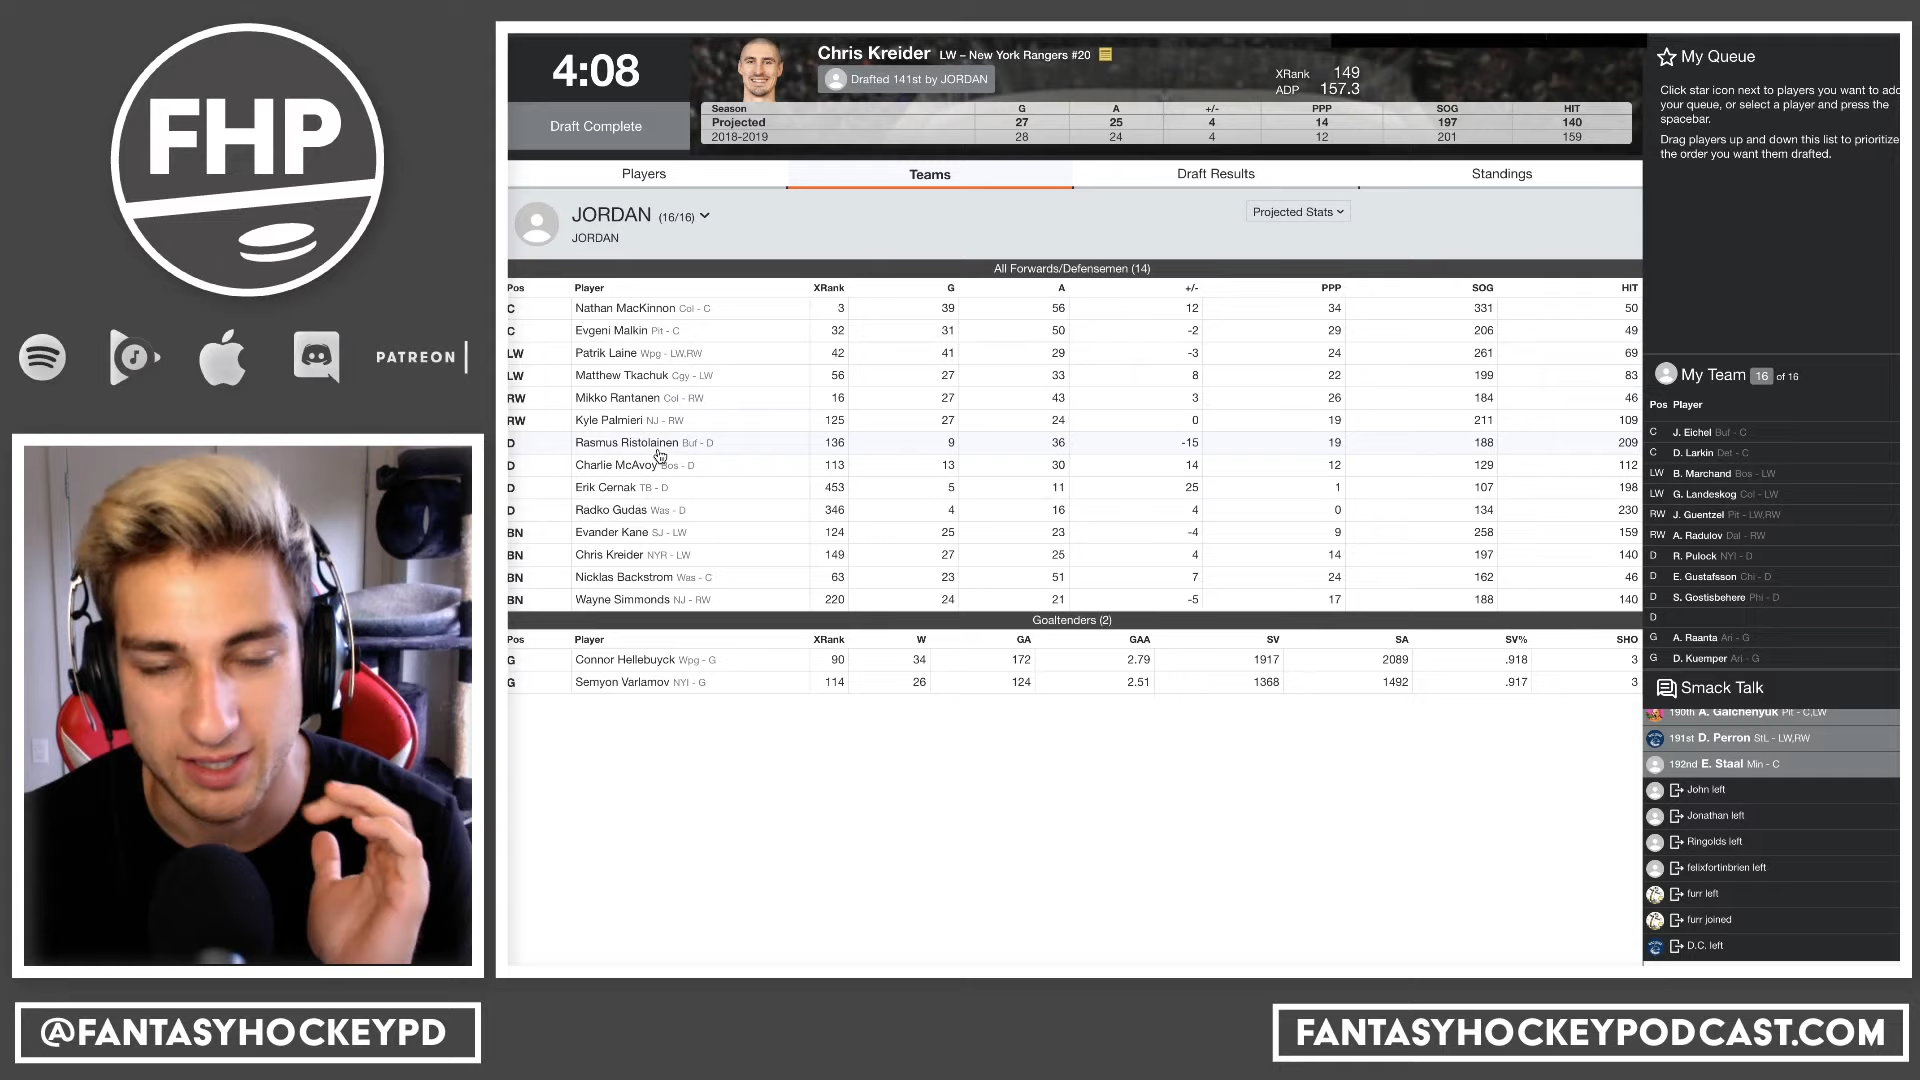 FHP
PATREON
@FANTASYHOCKEYPD
4:08
Draft Complete
Chris Kreider LW – New York Rangers #20
Drafted 141st by JORDAN
XRank 149
ADP 157.3
Season G A +/- PPP SOG HIT
Projected 27 25 4 14 197 140
2018-2019 28 24 4 12 201 159
Players Teams Draft Results Standings
JORDAN (16/16)
JORDAN
Projected Stats
All Forwards/Defensemen (14)
Pos Player XRank G A +/- PPP SOG HIT
C Nathan MacKinnon Col - C 3 39 56 12 34 331 50
C Evgeni Malkin Pit - C 32 31 50 -2 29 206 49
LW Patrik Laine Wpg - LW,RW 42 41 29 -3 24 261 69
LW Matthew Tkachuk Cgy - LW 56 27 33 8 22 199 83
RW Mikko Rantanen Col - RW 16 27 43 3 26 184 46
RW Kyle Palmieri NJ - RW 125 27 24 0 19 211 109
D Rasmus Ristolainen Buf - D 136 9 36 -15 19 188 209
D Charlie McAvoy Bos - D 113 13 30 14 12 129 112
D Erik Cernak TB - D 453 5 11 25 1 107 198
D Radko Gudas Was - D 346 4 16 4 0 134 230
BN Evander Kane SJ - LW 124 25 23 -4 9 258 159
BN Chris Kreider NYR - LW 149 27 25 4 14 197 140
BN Nicklas Backstrom Was - C 63 23 51 7 24 162 46
BN Wayne Simmonds NJ - RW 220 24 21 -5 17 188 140
Goaltenders (2)
Pos Player XRank W GA GAA SV SA SV% SHO
G Connor Hellebuyck Wpg - G 90 34 172 2.79 1917 2089 .918 3
G Semyon Varlamov NYI - G 114 26 124 2.51 1368 1492 .917 3
My Queue
Click star icon next to players you want to add
your queue, or select a player and press the
spacebar.
Drag players up and down this list to prioritize
the order you want them drafted.
My Team 16 of 16
Pos Player
C J. Eichel Buf - C
C D. Larkin Det - C
LW B. Marchand Bos - LW
LW G. Landeskog Col - LW
RW J. Guentzel Pit - LW,RW
RW A. Radulov Dal - RW
D R. Pulock NYI - D
D E. Gustafsson Chi - D
D S. Gostisbehere Phi - D
D
G A. Raanta Ari - G
G D. Kuemper Ari - G
Smack Talk
190th A. Galchenyuk Pit - C,LW
191st D. Perron StL - LW,RW
192nd E. Staal Min - C
John left
Jonathan left
Ringolds left
felixfortinbrien left
furr left
furr joined
D.C. left
FANTASYHOCKEYPODCAST.COM